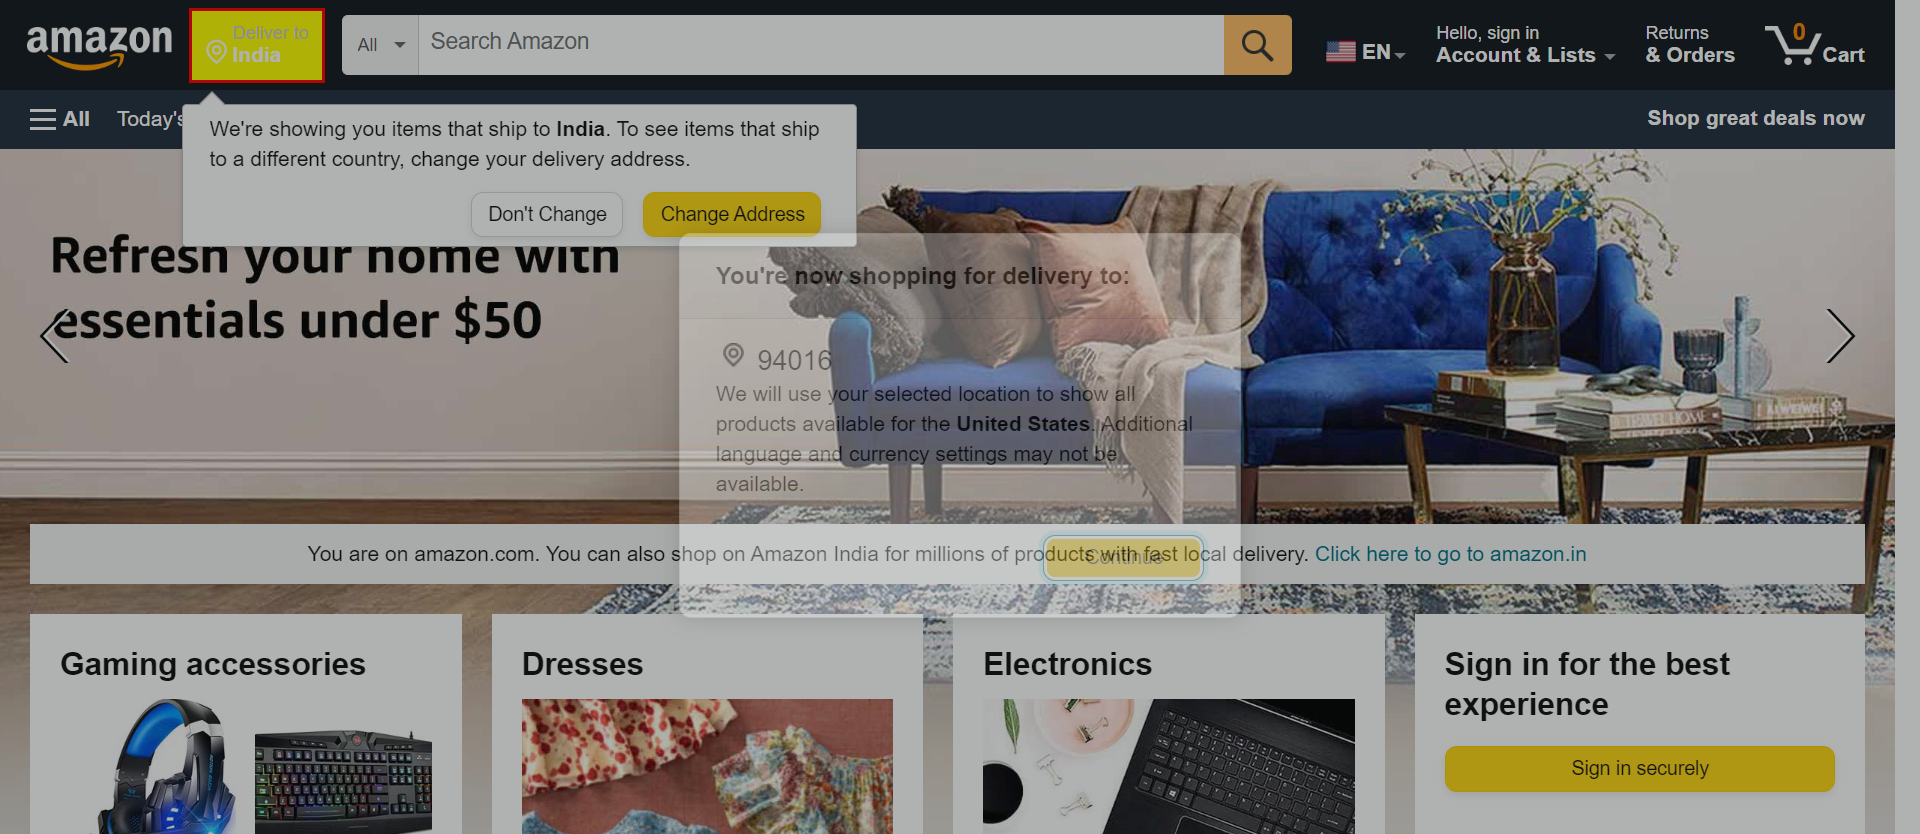 amazon
Deliver to
India
All
Search Amazon
EN
Hello, sign in
Account & Lists
Returns
& Orders
0
Cart
All
Today's
Shop great deals now
We're showing you items that ship to India. To see items that ship
to a different country, change your delivery address.
Don't Change
Change Address
Refresh your home with
essentials under $50
You're now shopping for delivery to:
94016
We will use your selected location to show all
products available for the United States. Additional
language and currency settings may not be
available.
Continue
You are on amazon.com. You can also shop on Amazon India for millions of products with fast local delivery. Click here to go to amazon.in
Gaming accessories
Dresses
Electronics
Sign in for the best
experience
Sign in securely